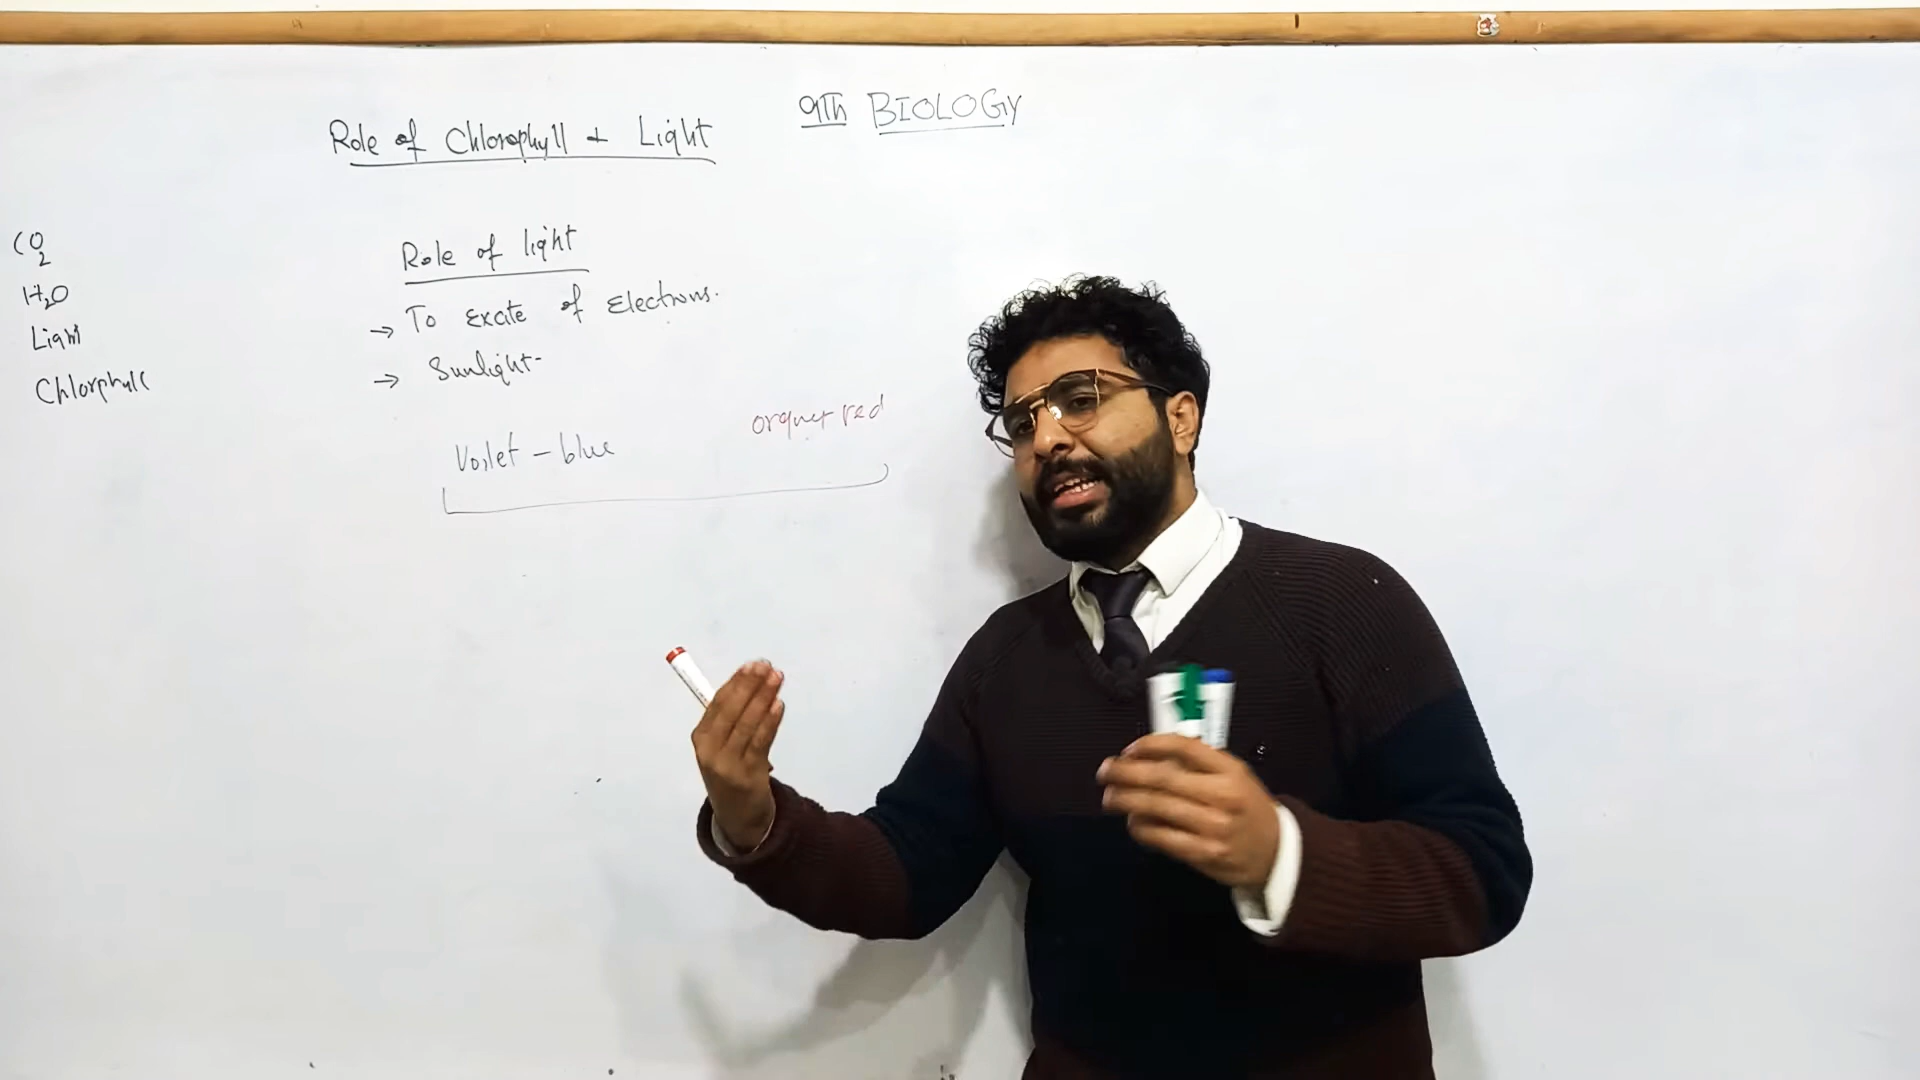 9Th BIOLOGY
Role of Chlorophyll + Light
CO2
H2O
Light
Chlorphyll
Role of light
→ To Excite of Electrons.
→ Sunlight-
Voilet - blue
red